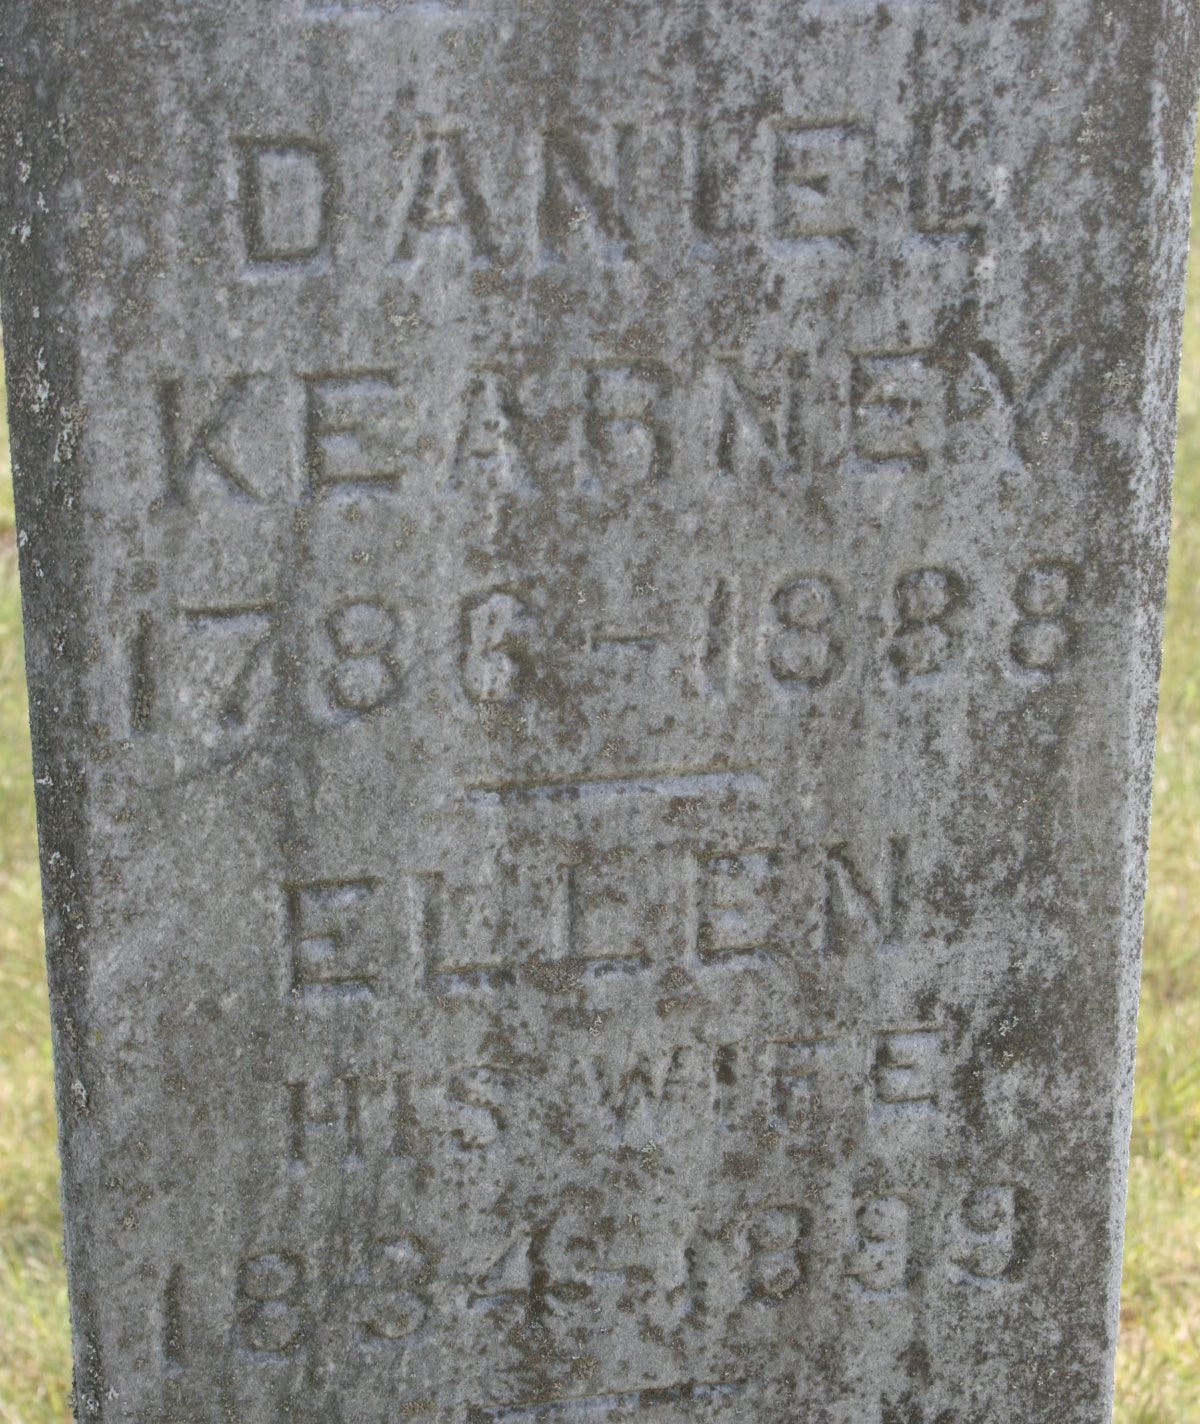 DANIEL
KEARNEY
1786-1888
ELLEN
HIS WIFE
1834-1899